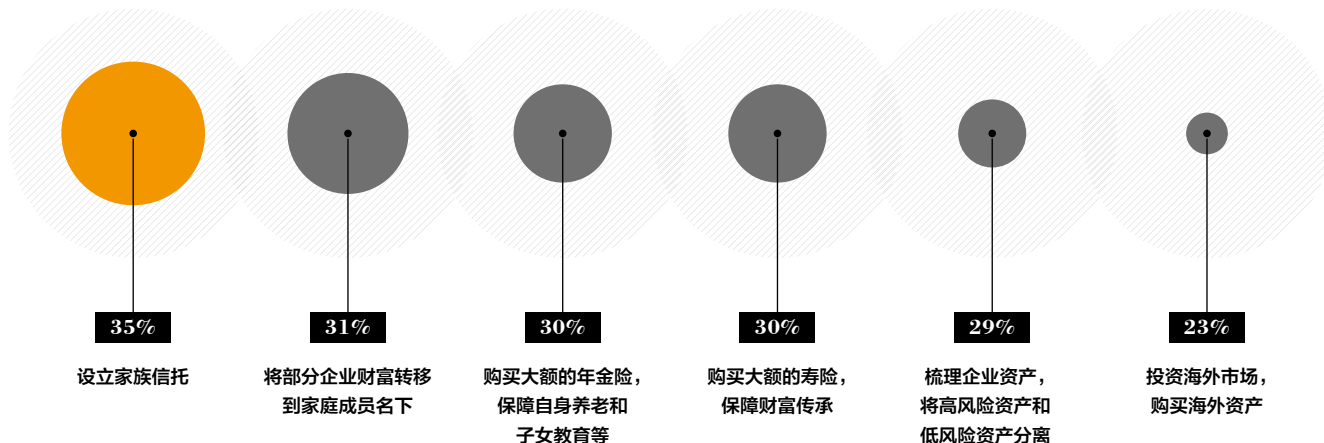 35%
设立家族信托
31%
将部分企业财富转移
到家庭成员名下
30%
购买大额的年金险，
保障自身养老和
子女教育等
30%
购买大额的寿险，
保障财富传承
29%
梳理企业资产，
将高风险资产和
低风险资产分离
23%
投资海外市场，
购买海外资产